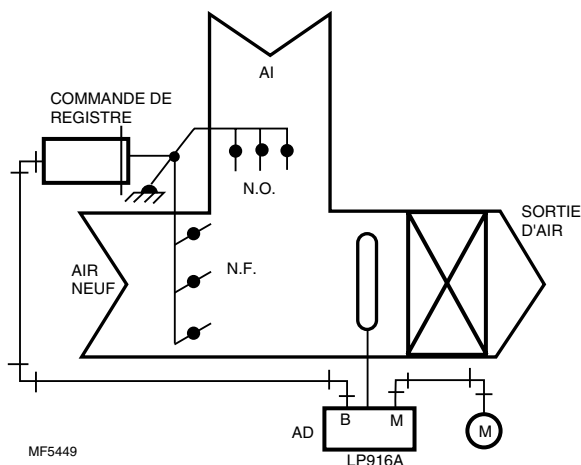 AI
COMMANDE DE
REGISTRE
N.O.
SORTIE
D'AIR
AIR
NEUF
N.F.
B
M
AD
M
LP916A
MF5449